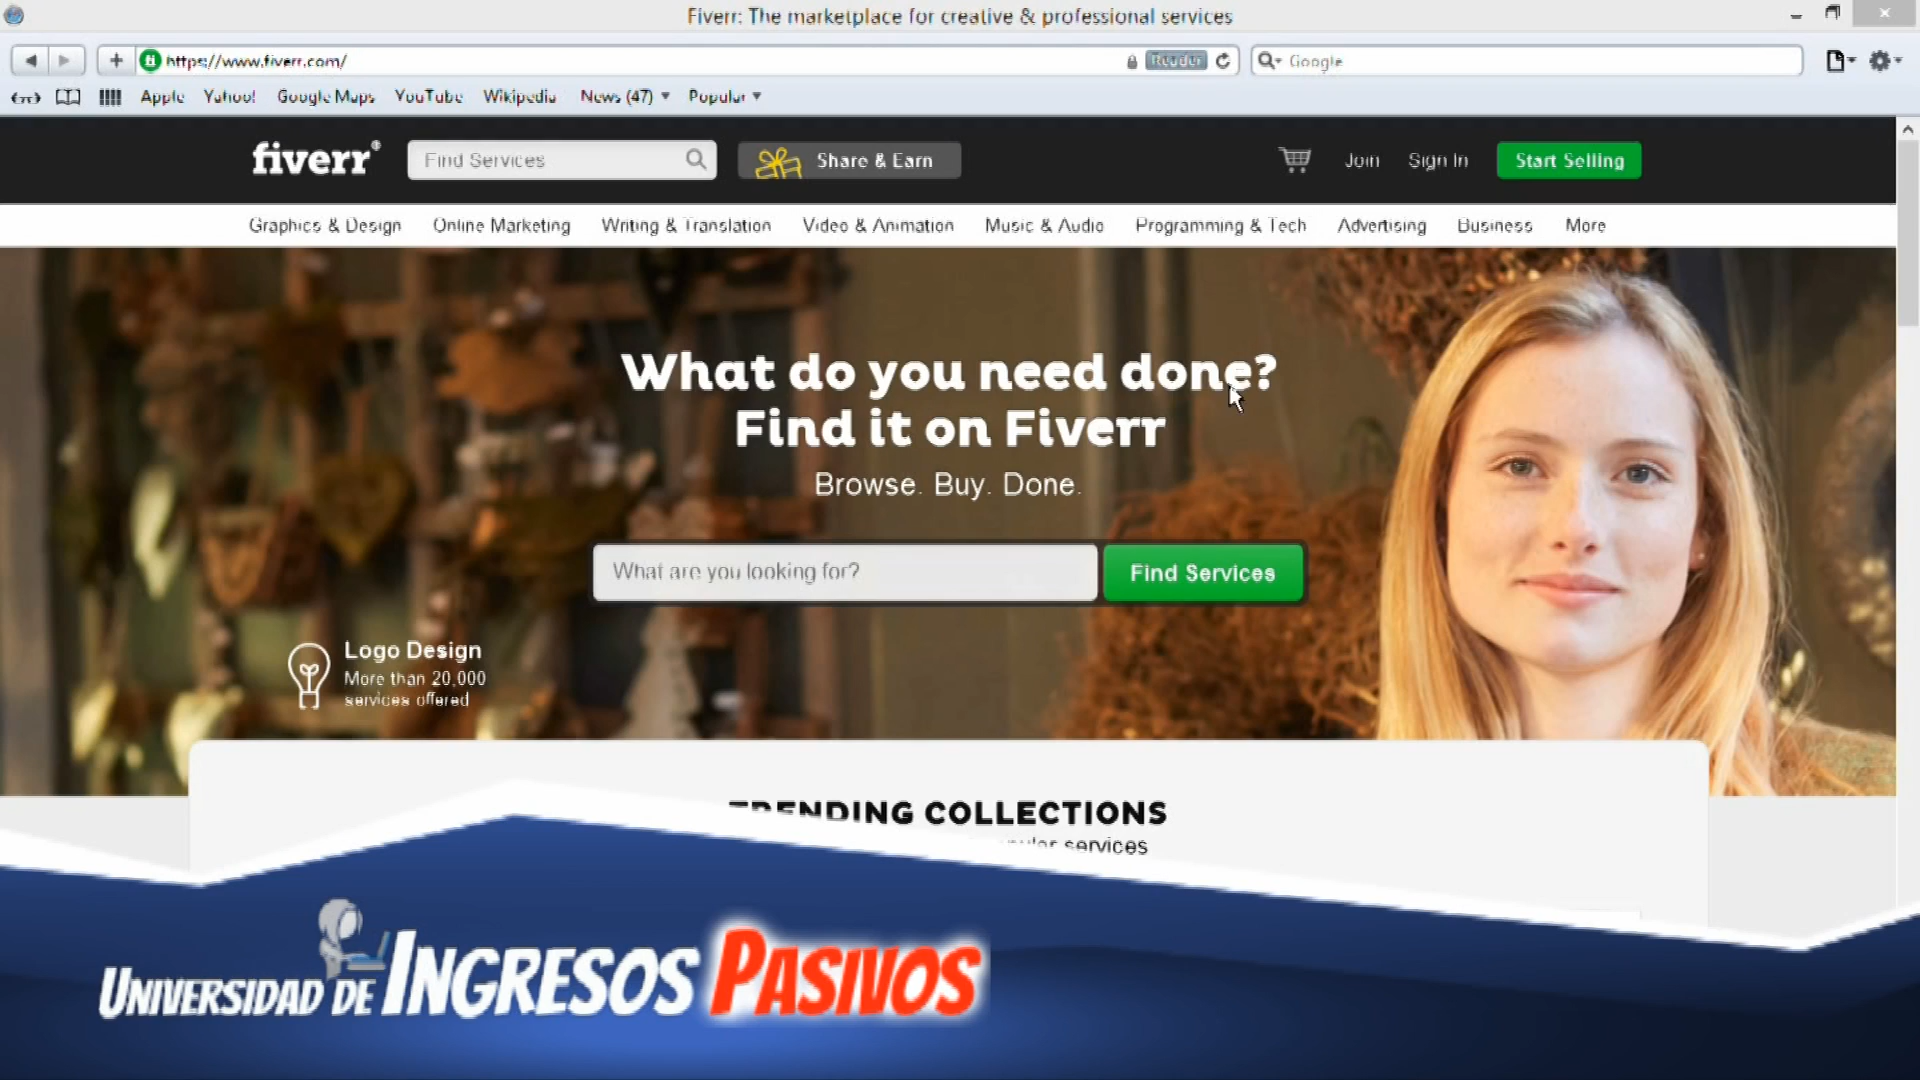 Fiverr: The marketplace for creative & professional services
https://www.fiverr.com/
Reader
Google
Apple Yahoo! Google Maps YouTube Wikipedia News (47) Popular
fiverr®
Find Services
Share & Earn
Join
Sign In
Start Selling
Graphics & Design Online Marketing Writing & Translation Video & Animation Music & Audio Programming & Tech Advertising Business More
What do you need done?
Find it on Fiverr
Browse. Buy. Done.
What are you looking for?
Find Services
Logo Design
More than 20,000
services offered
TRENDING COLLECTIONS
services
UNIVERSIDAD DE INGRESOS PASIVOS